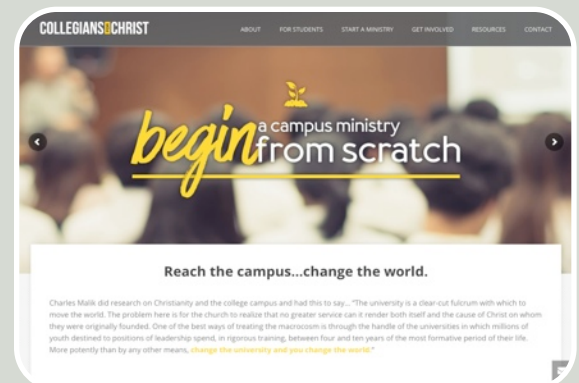 COLLEGIANSforCHRIST
ABOUT FOR STUDENTS START A MINISTRY GET INVOLVED RESOURCES CONTACT
begin a campus ministry
from scratch
Reach the campus...change the world.
Charles Malik did research on Christianity and the college campus and had this to say... "The university is a clear-cut fulcrum with which to
move the world. The problem here is for the church to realize that no greater service can it render both itself and the cause of Christ on whom
they were originally founded. One of the best ways of treating the macrocosm is through the handle of the universities in which millions of
youth destined to positions of leadership spend, in rigorous training, between four and ten years of the most formative period of their life.
More potently than by any other means, change the university and you change the world."